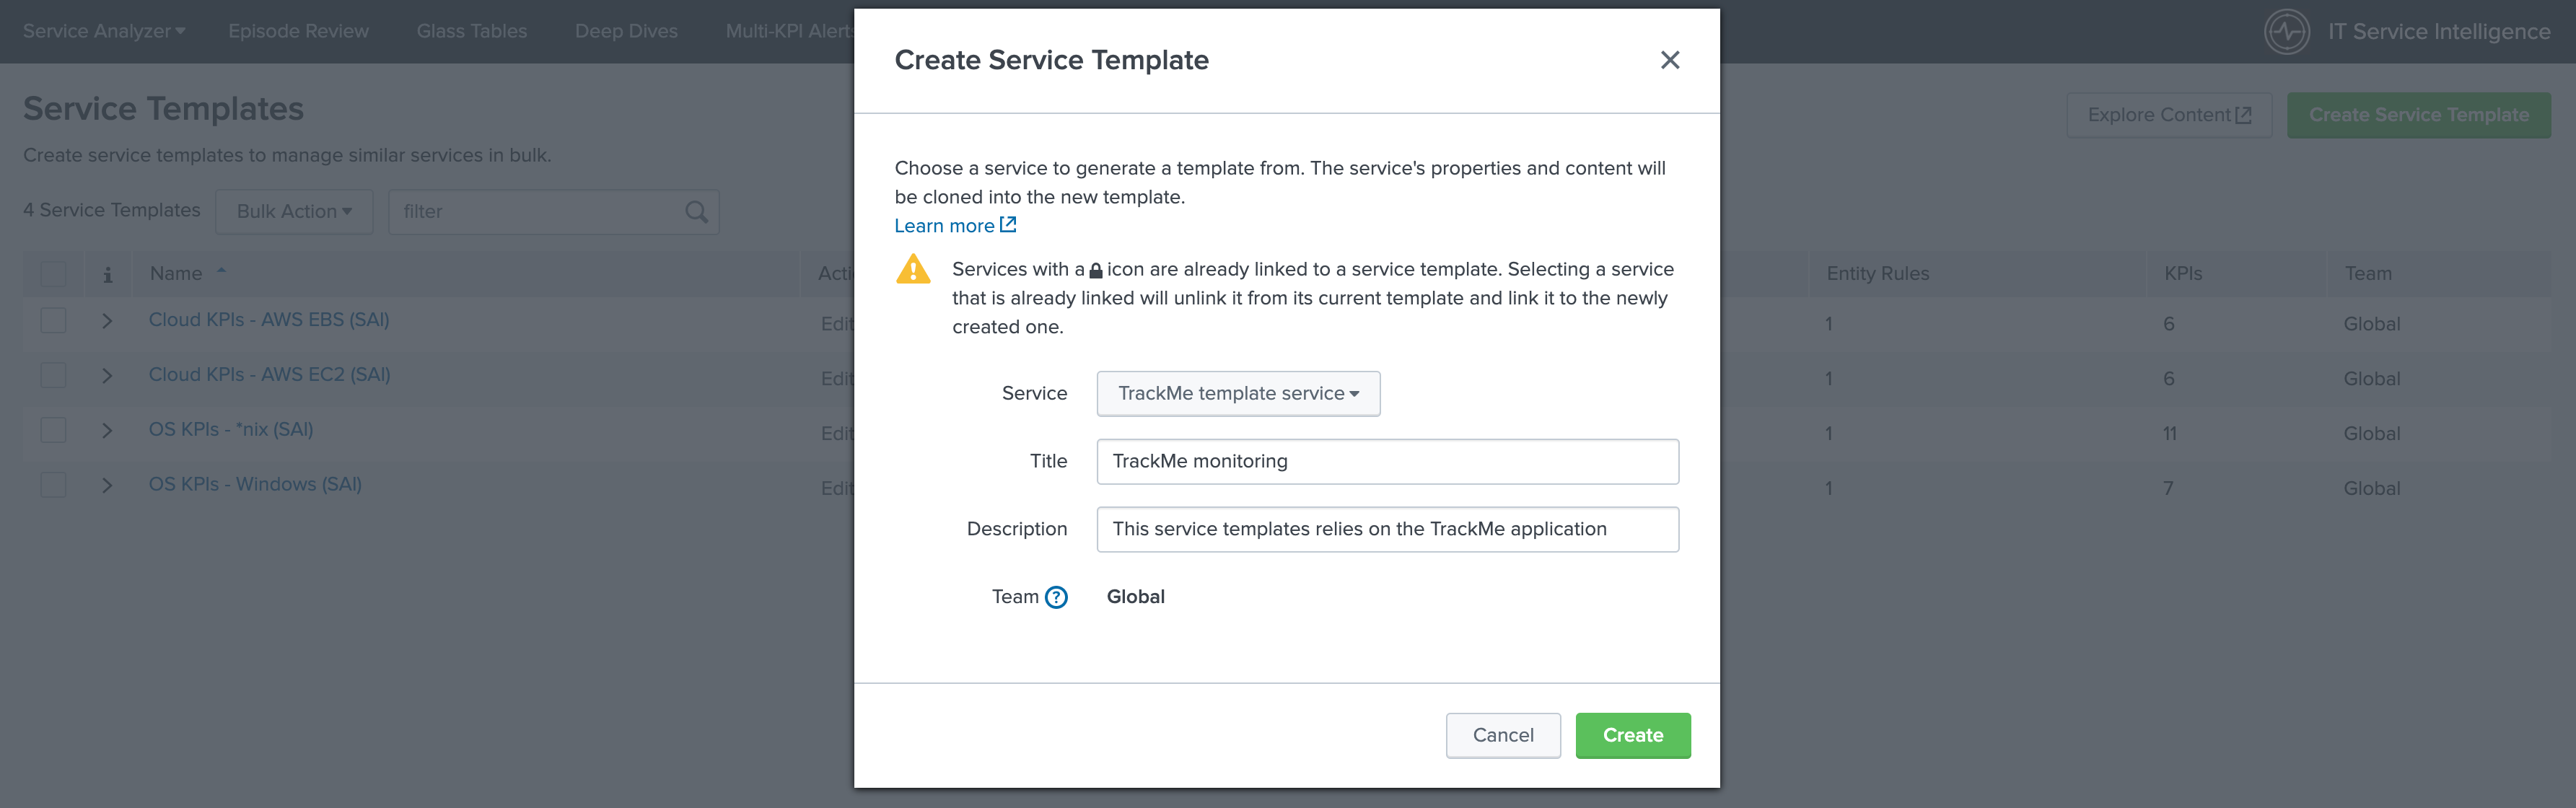 Service Analyzer Episode Review Glass Tables Deep Dives Multi-KPI Alerts IT Service Intelligence
Service Templates
Create service templates to manage similar services in bulk.
Explore Content Create Service Template
4 Service Templates Bulk Action filter
i Name Entity Rules KPIs Team
Cloud KPIs - AWS EBS (SAI) Edit 1 6 Global
Cloud KPIs - AWS EC2 (SAI) Edit 1 6 Global
OS KPIs - *nix (SAI) Edit 1 11 Global
OS KPIs - Windows (SAI) Edit 1 7 Global
Create Service Template
Choose a service to generate a template from. The service's properties and content will
be cloned into the new template.
Learn more
Services with a icon are already linked to a service template. Selecting a service
that is already linked will unlink it from its current template and link it to the newly
created one.
Service TrackMe template service
Title TrackMe monitoring
Description This service templates relies on the TrackMe application
Team ? Global
Cancel Create